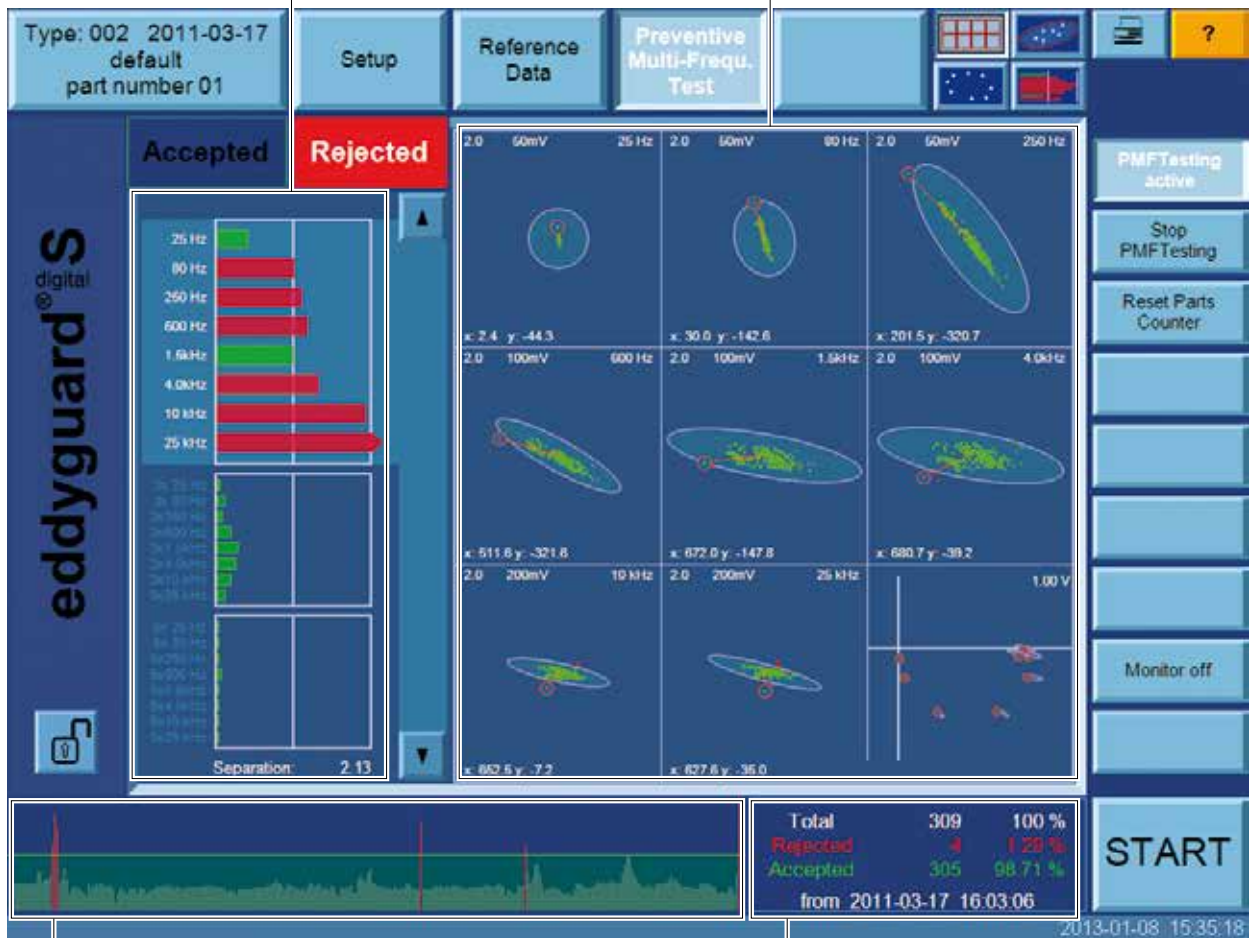 Type: 002 2011-03-17
default
part number 01
Setup
Reference
Data
Preventive
Multi-Frequ.
Test
?
Accepted
Rejected
eddyguard® S
digital
25 Hz
80 Hz
250 Hz
600 Hz
1.5kHz
4.0kHz
10 kHz
25 kHz
Separation: 2.13
2.0 50mV 25 Hz
x: 2.4 y: -44.3
2.0 50mV 80 Hz
x: 30.0 y: -142.6
2.0 50mV 250 Hz
x: 201.5 y: -320.7
2.0 100mV 600 Hz
x: 511.6 y: -321.6
2.0 100mV 1.5kHz
x: 672.0 y: -147.8
2.0 100mV 4.0kHz
x: 680.7 y: -39.2
2.0 200mV 10 kHz
x: 652.5 y: -7.2
2.0 200mV 25 kHz
x: 627.6 y: -35.0
1.00 V
PMFTesting
active
Stop
PMFTesting
Reset Parts
Counter
Monitor off
START
Total 309 100 %
Rejected 4 1.29 %
Accepted 305 98.71 %
from 2011-03-17 16:03:06
2013-01-08 15:35:18